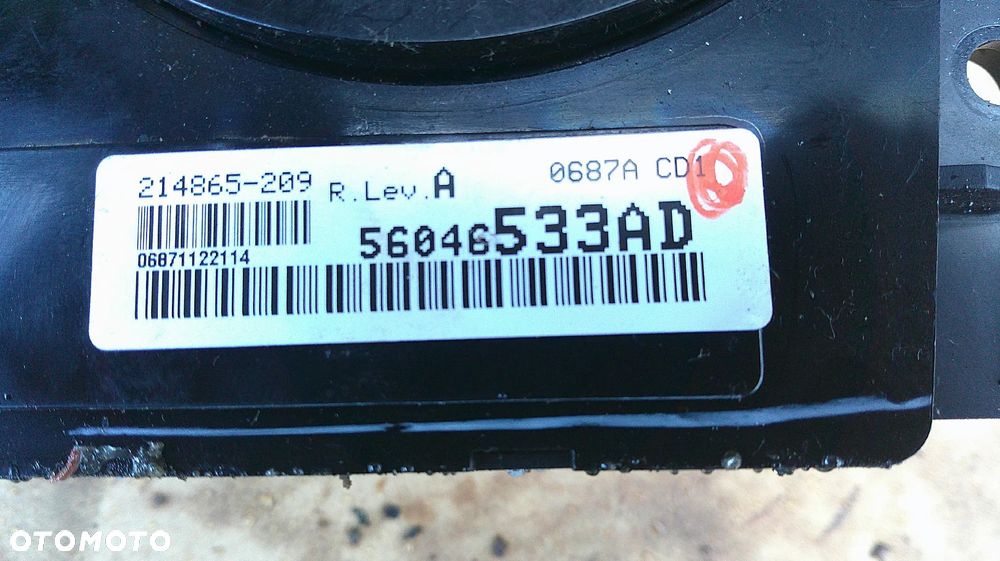 214865-209 R.Lev.A 0687A CD1
06871122114 56046533AD
OTOMOTO